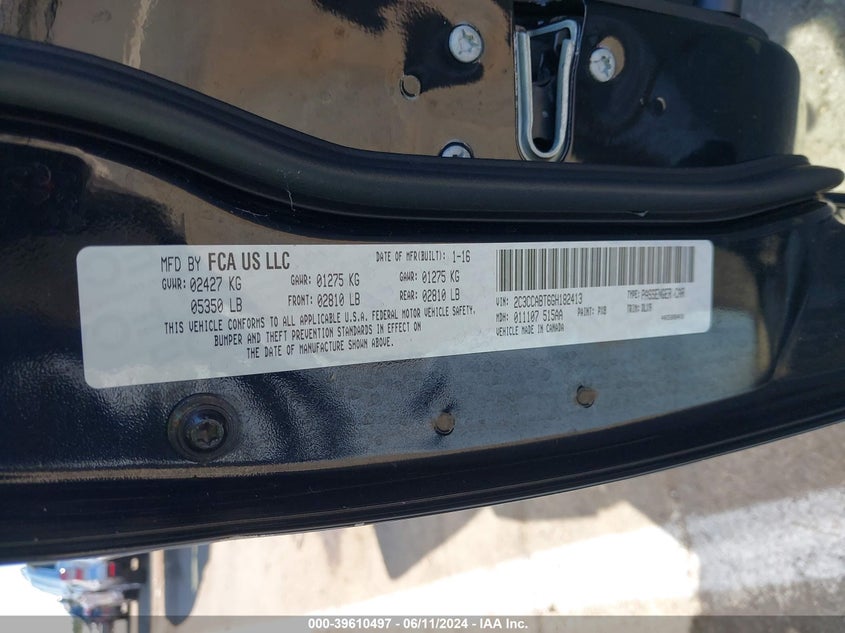 MFD BY FCA US LLC DATE OF MFR(BUILT): 1-16
GVWR: 02427 KG GAWR: 01275 KG GAWR: 01275 KG
05350 LB FRONT: 02810 LB REAR: 02810 LB
THIS VEHICLE CONFORMS TO ALL APPLICABLE U.S.A. FEDERAL MOTOR VEHICLE SAFETY,
BUMPER AND THEFT PREVENTION STANDARDS IN EFFECT ON
THE DATE OF MANUFACTURE SHOWN ABOVE.
VIN: 2C3CCABT6GH182413 TYPE: PASSENGER CAR
MDH: 011107 515AA PAINT: PX8 TRIM:
VEHICLE MADE IN CANADA
000-39610497 - 06/11/2024 - IAA Inc.